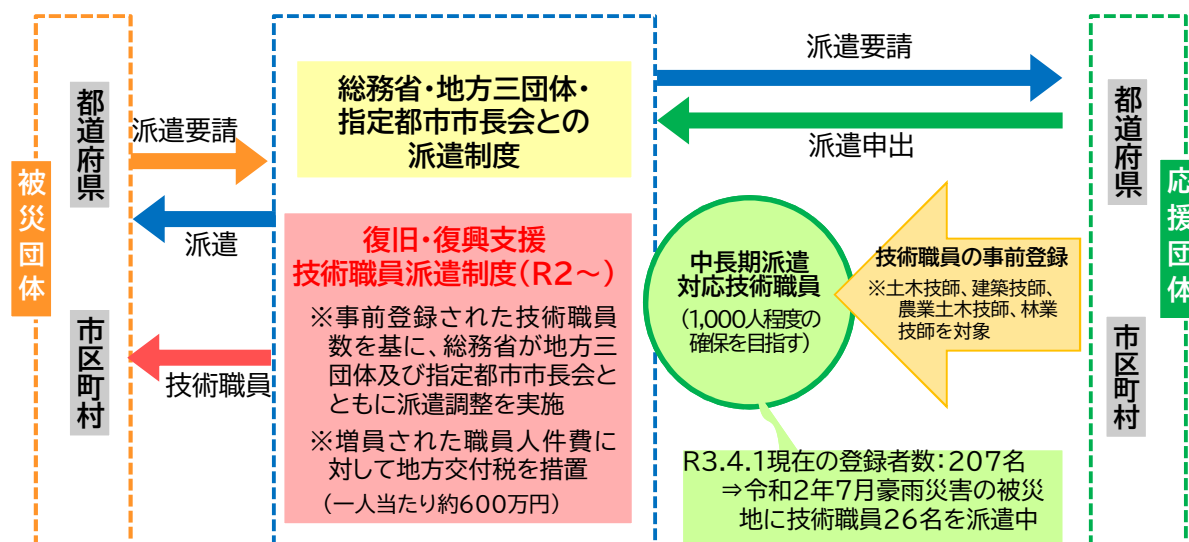 被災団体
都道府県
市区町村
派遣要請
派遣
技術職員
総務省・地方三団体・
指定都市市長会との
派遣制度
復旧・復興支援
技術職員派遣制度（R2～）
※事前登録された技術職員
数を基に、総務省が地方三
団体及び指定都市市長会と
ともに派遣調整を実施
※増員された職員人件費に
対して地方交付税を措置
（一人当たり約600万円）
派遣要請
派遣申出
中長期派遣
対応技術職員
（1,000人程度の
確保を目指す）
技術職員の事前登録
※土木技師、建築技師、
農業土木技師、林業
技師を対象
R3.4.1現在の登録者数：207名
⇒令和2年7月豪雨災害の被災
地に技術職員26名を派遣中
都道府県
市区町村
応援団体